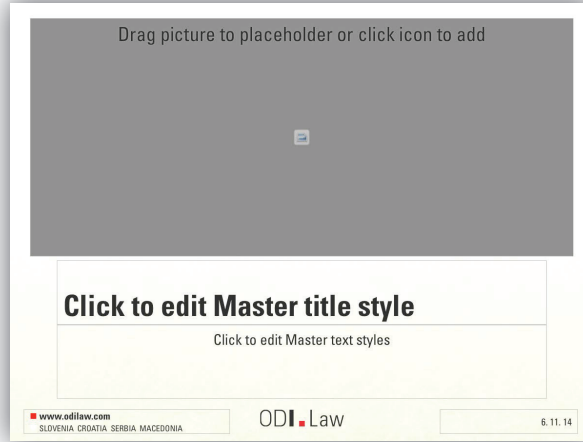 Drag picture to placeholder or click icon to add
Click to edit Master title style
Click to edit Master text styles
www.odilaw.com
SLOVENIA CROATIA SERBIA MACEDONIA
ODI.Law
6. 11. 14